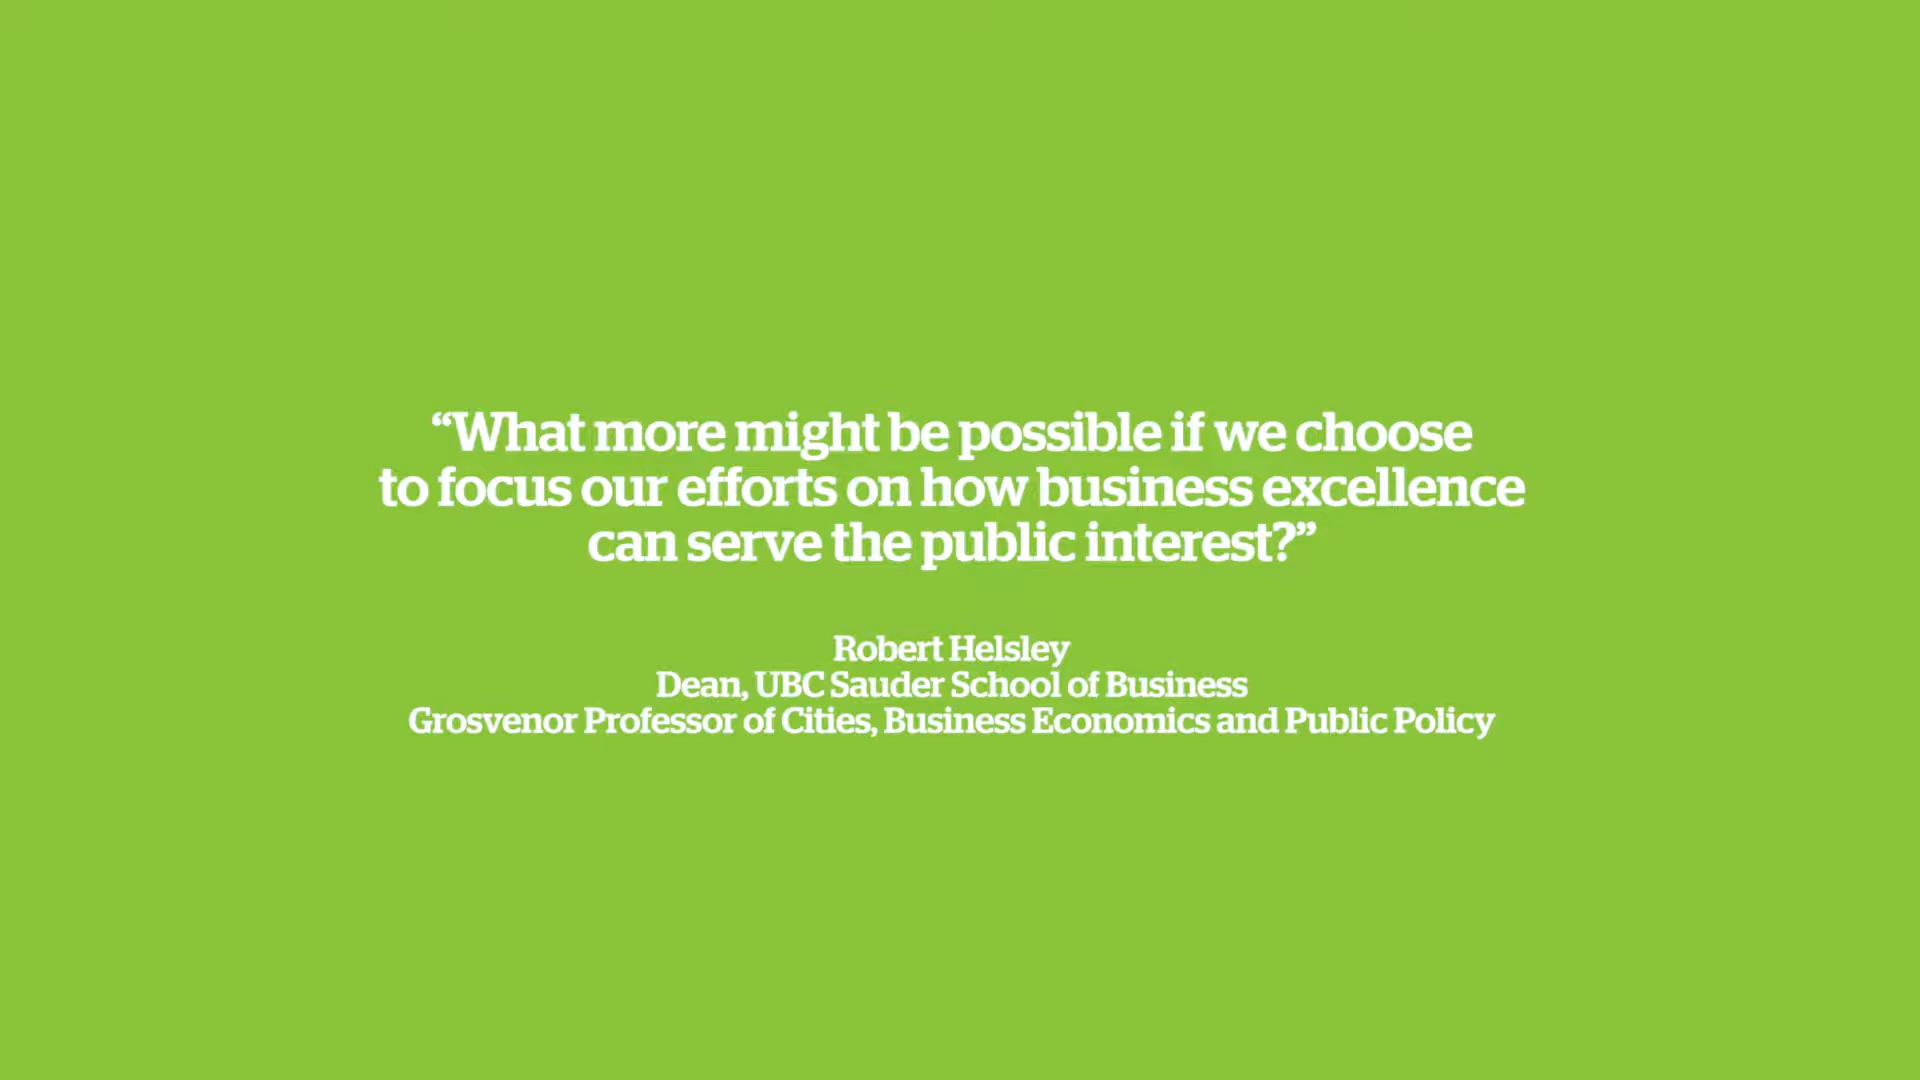 “What more might be possible if we choose
to focus our efforts on how business excellence
can serve the public interest?”
Robert Helsley
Dean, UBC Sauder School of Business
Grosvenor Professor of Cities, Business Economics and Public Policy